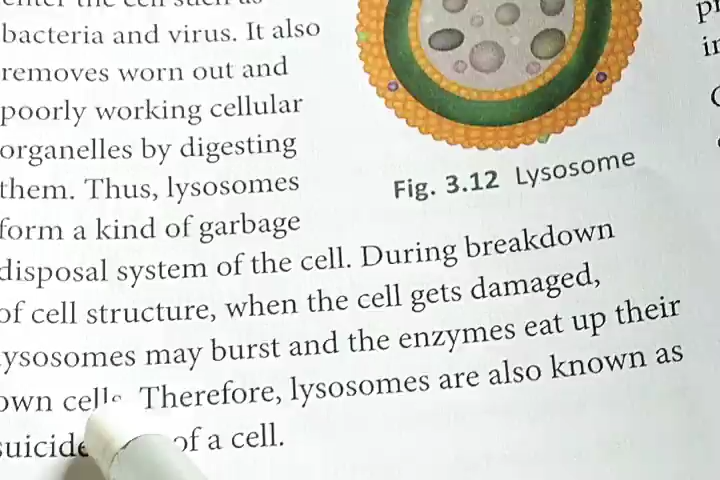 bacteria and virus. It also
removes worn out and
poorly working cellular
organelles by digesting
them. Thus, lysosomes
form a kind of garbage
disposal system of the cell. During breakdown
of cell structure, when the cell gets damaged,
ysosomes may burst and the enzymes eat up their
own cells. Therefore, lysosomes are also known as
suicide of a cell.
Fig. 3.12 Lysosome